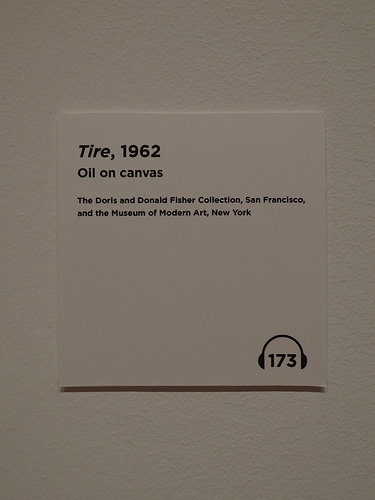 Tire, 1962
Oil on canvas
The Doris and Donald Fisher Collection, San Francisco,
and the Museum of Modern Art, New York
173